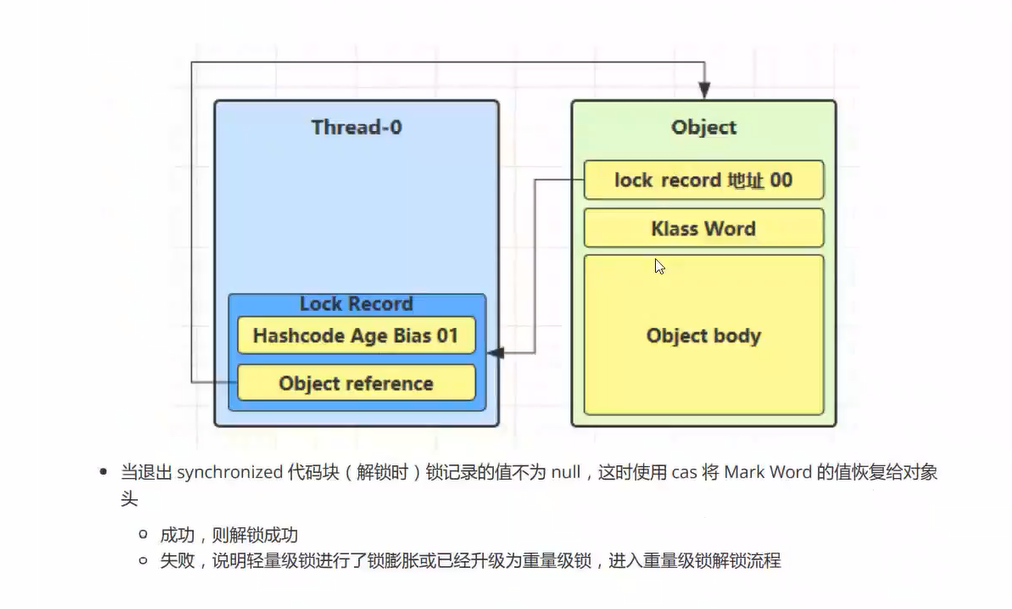 Thread-0
Object
lock record 地址 00
Klass Word
Lock Record
Hashcode Age Bias 01
Object body
Object reference
当退出 synchronized 代码块（解锁时）锁记录的值不为 null，这时使用 cas 将 Mark Word 的值恢复给对象
头
成功，则解锁成功
失败，说明轻量级锁进行了锁膨胀或已经升级为重量级锁，进入重量级锁解锁流程